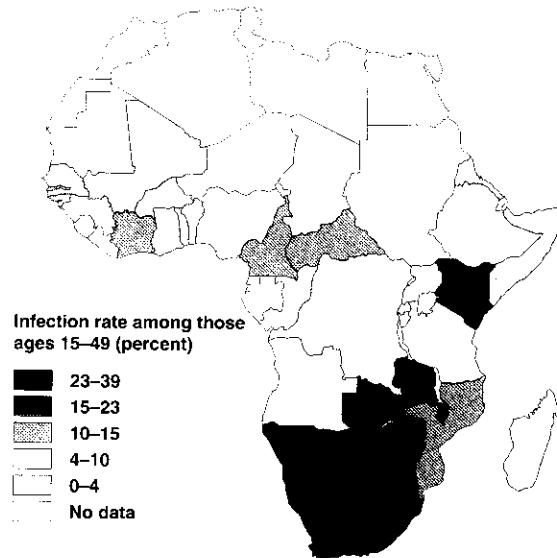 Infection rate among those
ages 15–49 (percent)
23–39
15–23
10–15
4–10
0–4
No data